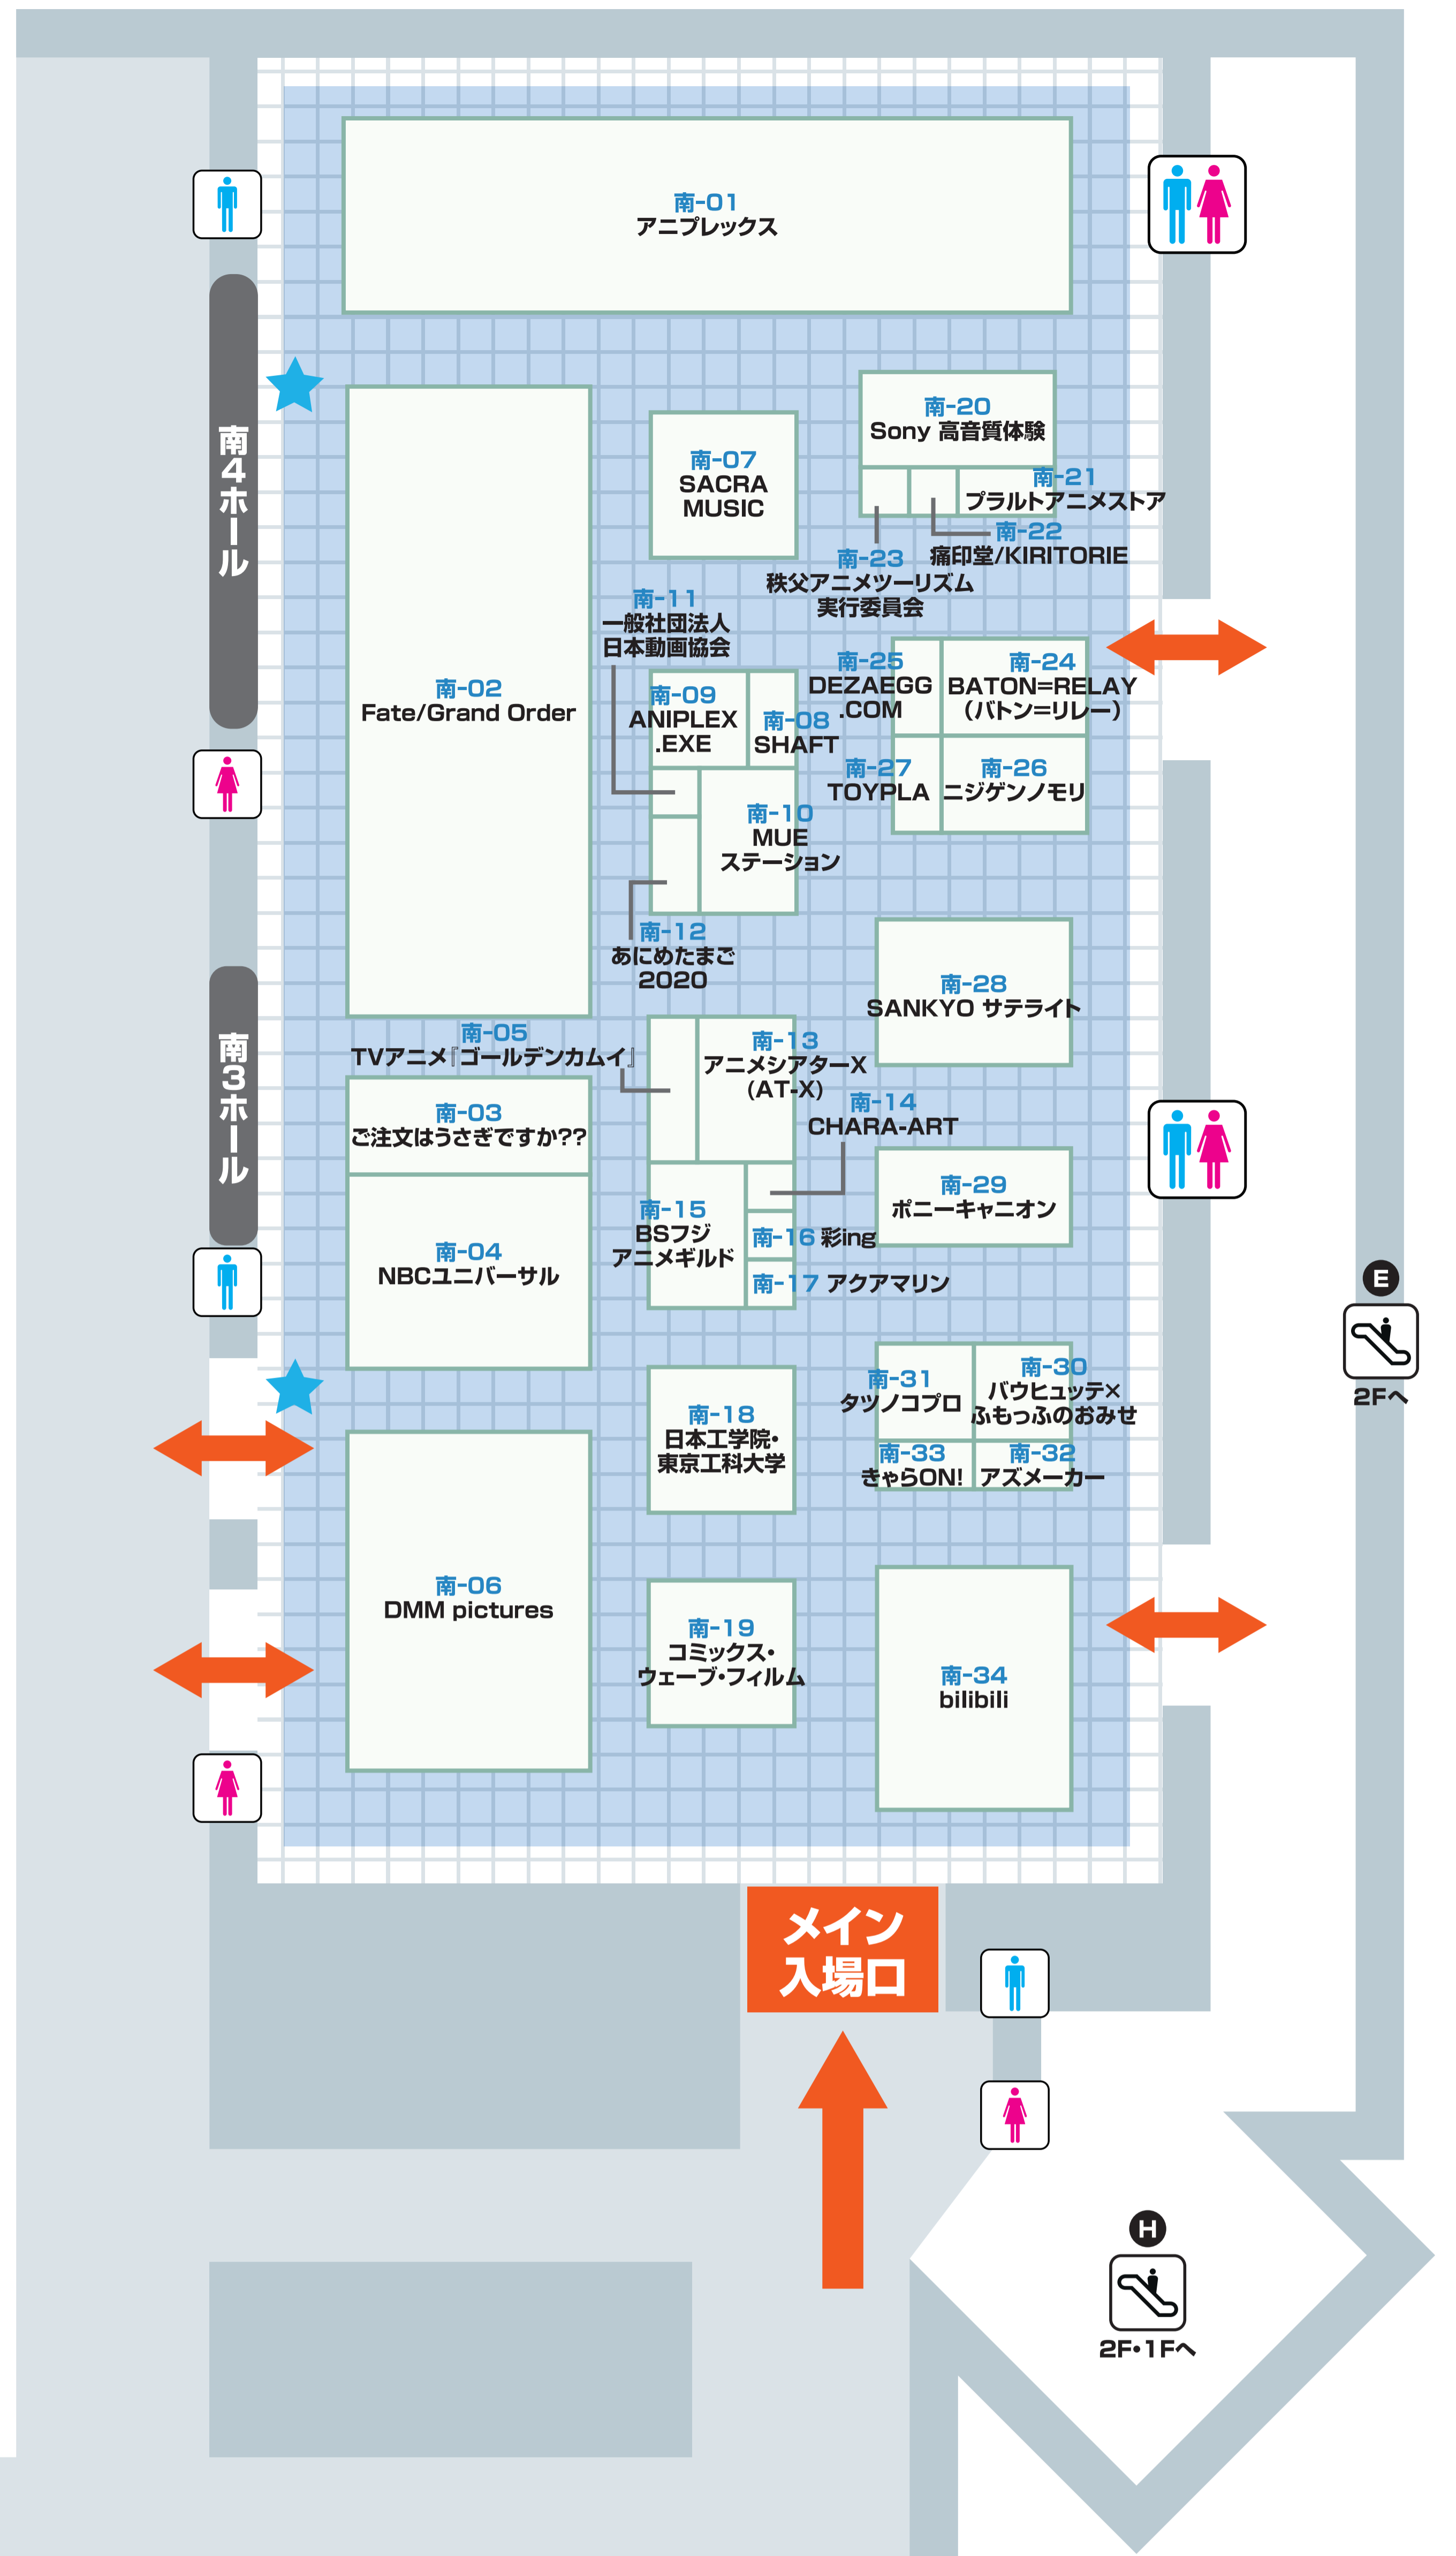 南-01
アニプレックス
南4ホール
南-02
Fate/Grand Order
南-07
SACRA
MUSIC
南-20
Sony 高音質体験
南-21
プラルトアニメストア
南-22
痛印堂/KIRITORIE
南-23
秩父アニメツーリズム
実行委員会
南-11
一般社団法人
日本動画協会
南-09
ANIPLEX
.EXE
南-08
SHAFT
南-25
DEZAEGG
.COM
南-24
BATON=RELAY
(バトン=リレー)
南-27
TOYPLA
南-26
ニジゲンノモリ
南-10
MUE
ステーション
南-12
あにめたまご
2020
南-28
SANKYO サテライト
南3ホール
南-05
TVアニメ『ゴールデンカムイ』
南-13
アニメシアターX
(AT-X)
南-03
ご注文はうさぎですか??
南-14
CHARA-ART
南-04
NBCユニバーサル
南-15
BSフジ
アニメギルド
南-16 彩ing
南-17 アクアマリン
南-29
ポニーキャニオン
南-31
タツノコプロ
南-30
バウヒュッテ×
ふもっふのおみせ
南-33
きゃらON!
南-32
アズメーカー
南-18
日本工学院・
東京工科大学
南-06
DMM pictures
南-19
コミックス・
ウェーブ・フィルム
南-34
bilibili
E
2Fへ
メイン
入場口
H
2F・1Fへ